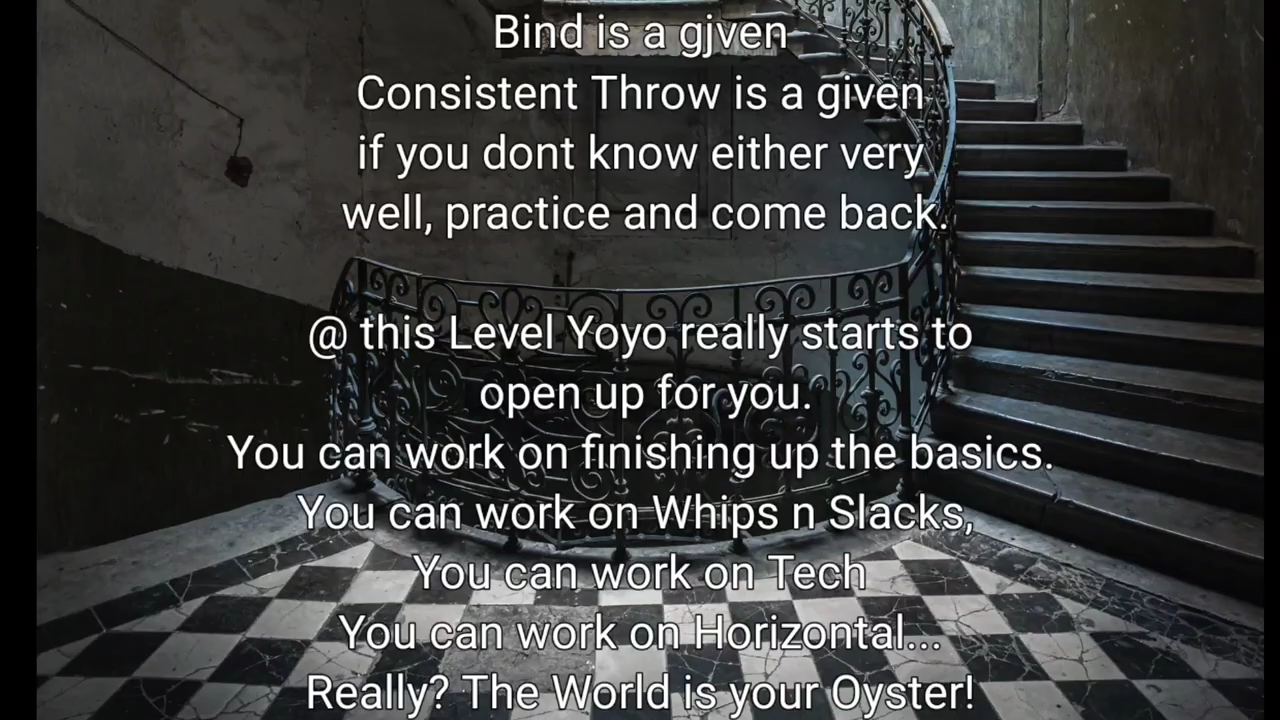 Bind is a gjven
Consistent Throw is a given
if you dont know either very
well, practice and come back.
@ this Level Yoyo really starts to
open up for you.
You can work on finishing up the basics.
You can work on Whips n Slacks,
You can work on Tech
You can work on Horizontal...
Really? The World is your Oyster!